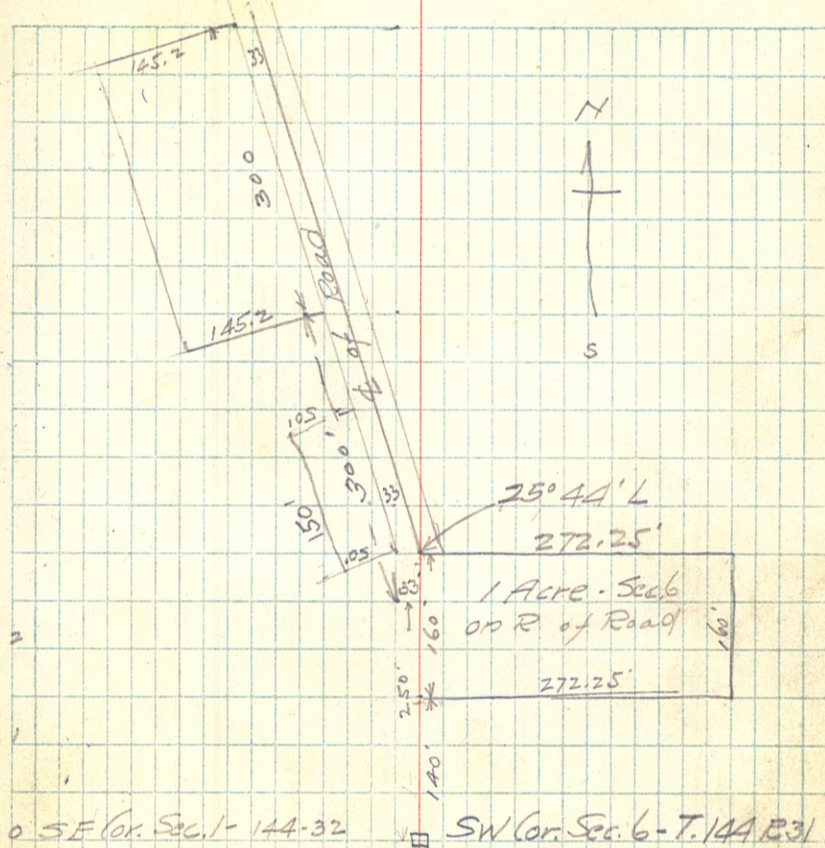 145.2
33
N
300
Road
of
℄
145.2
S
.05
300'
150'
33
.05
25° 44' L
272.25'
33
1 Acre - Sec. 6
on R of Road
160'
160'
272.25'
250'
140'
SE Cor. Sec. 1 - 144-32
SW Cor. Sec. 6 - T. 144 R31